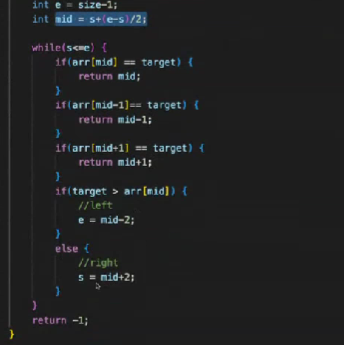 int e = size-1;
int mid = s+(e-s)/2;
while(s<=e) {
if(arr[mid] == target) {
return mid;
}
if(arr[mid-1]== target) {
return mid-1;
}
if(arr[mid+1] == target) {
return mid+1;
}
if(target > arr[mid]) {
//left
e = mid-2;
}
else {
//right
s = mid+2;
}
}
return -1;
}